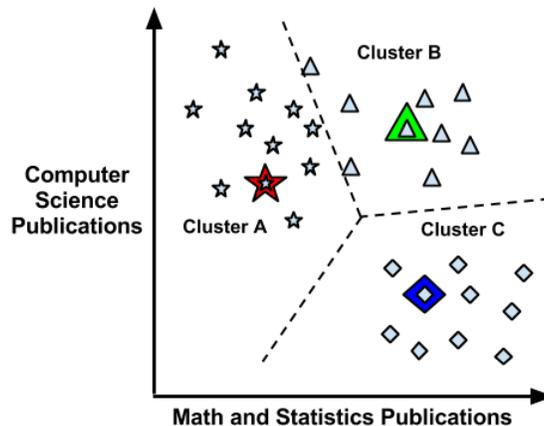 Cluster B
Computer
Science
Publications
Cluster A
Cluster C
Math and Statistics Publications